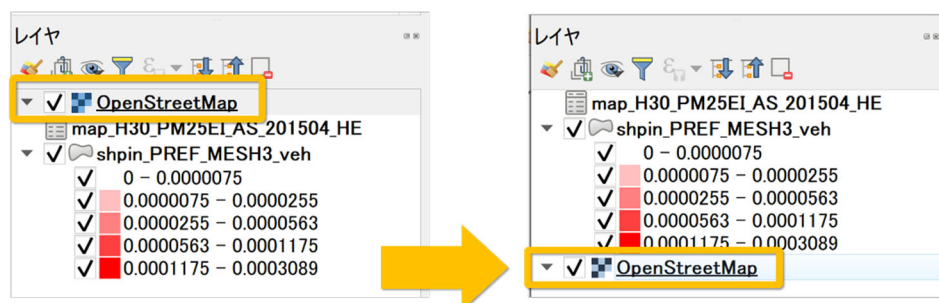 レイヤ
OpenStreetMap
map_H30_PM25EI_AS_201504_HE
shpin_PREF_MESH3_veh
0 - 0.0000075
0.0000075 - 0.0000255
0.0000255 - 0.0000563
0.0000563 - 0.0001175
0.0001175 - 0.0003089
レイヤ
map_H30_PM25EI_AS_201504_HE
shpin_PREF_MESH3_veh
0 - 0.0000075
0.0000075 - 0.0000255
0.0000255 - 0.0000563
0.0000563 - 0.0001175
0.0001175 - 0.0003089
OpenStreetMap